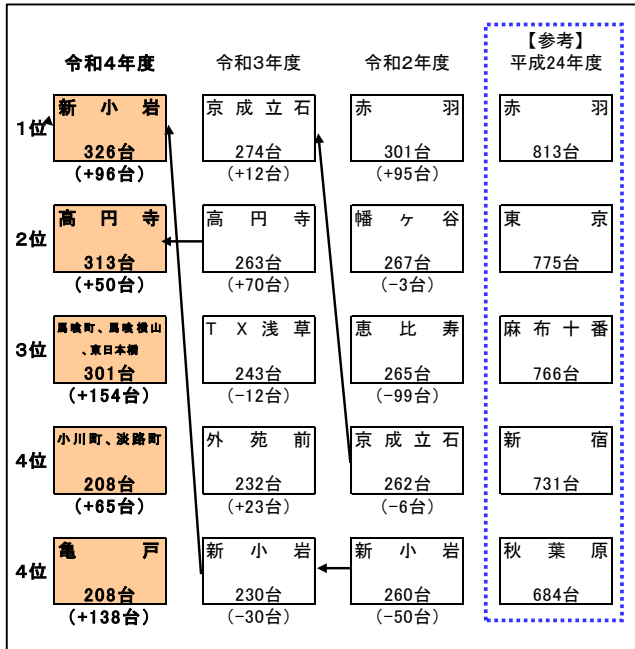 【参考】
令和4年度 令和3年度 令和2年度 平成24年度
1位
新小岩 京成立石 赤羽 赤羽
326台 274台 301台 813台
(+96台) (+12台) (+95台)
2位
高円寺 高円寺 幡ヶ谷 東京
313台 263台 267台 775台
(+50台) (+70台) (-3台)
3位
馬喰町、馬喰横山、東日本橋 TX浅草 恵比寿 麻布十番
301台 243台 265台 766台
(+154台) (-12台) (-99台)
4位
小川町、淡路町 外苑前 京成立石 新宿
208台 232台 262台 731台
(+65台) (+23台) (-6台)
4位
亀戸 新小岩 新小岩 秋葉原
208台 230台 260台 684台
(+138台) (-30台) (-50台)